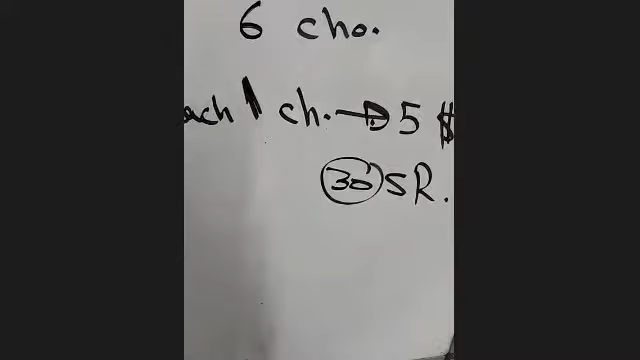 6 cho.
ach 1 ch. → 5 $
30 SR.